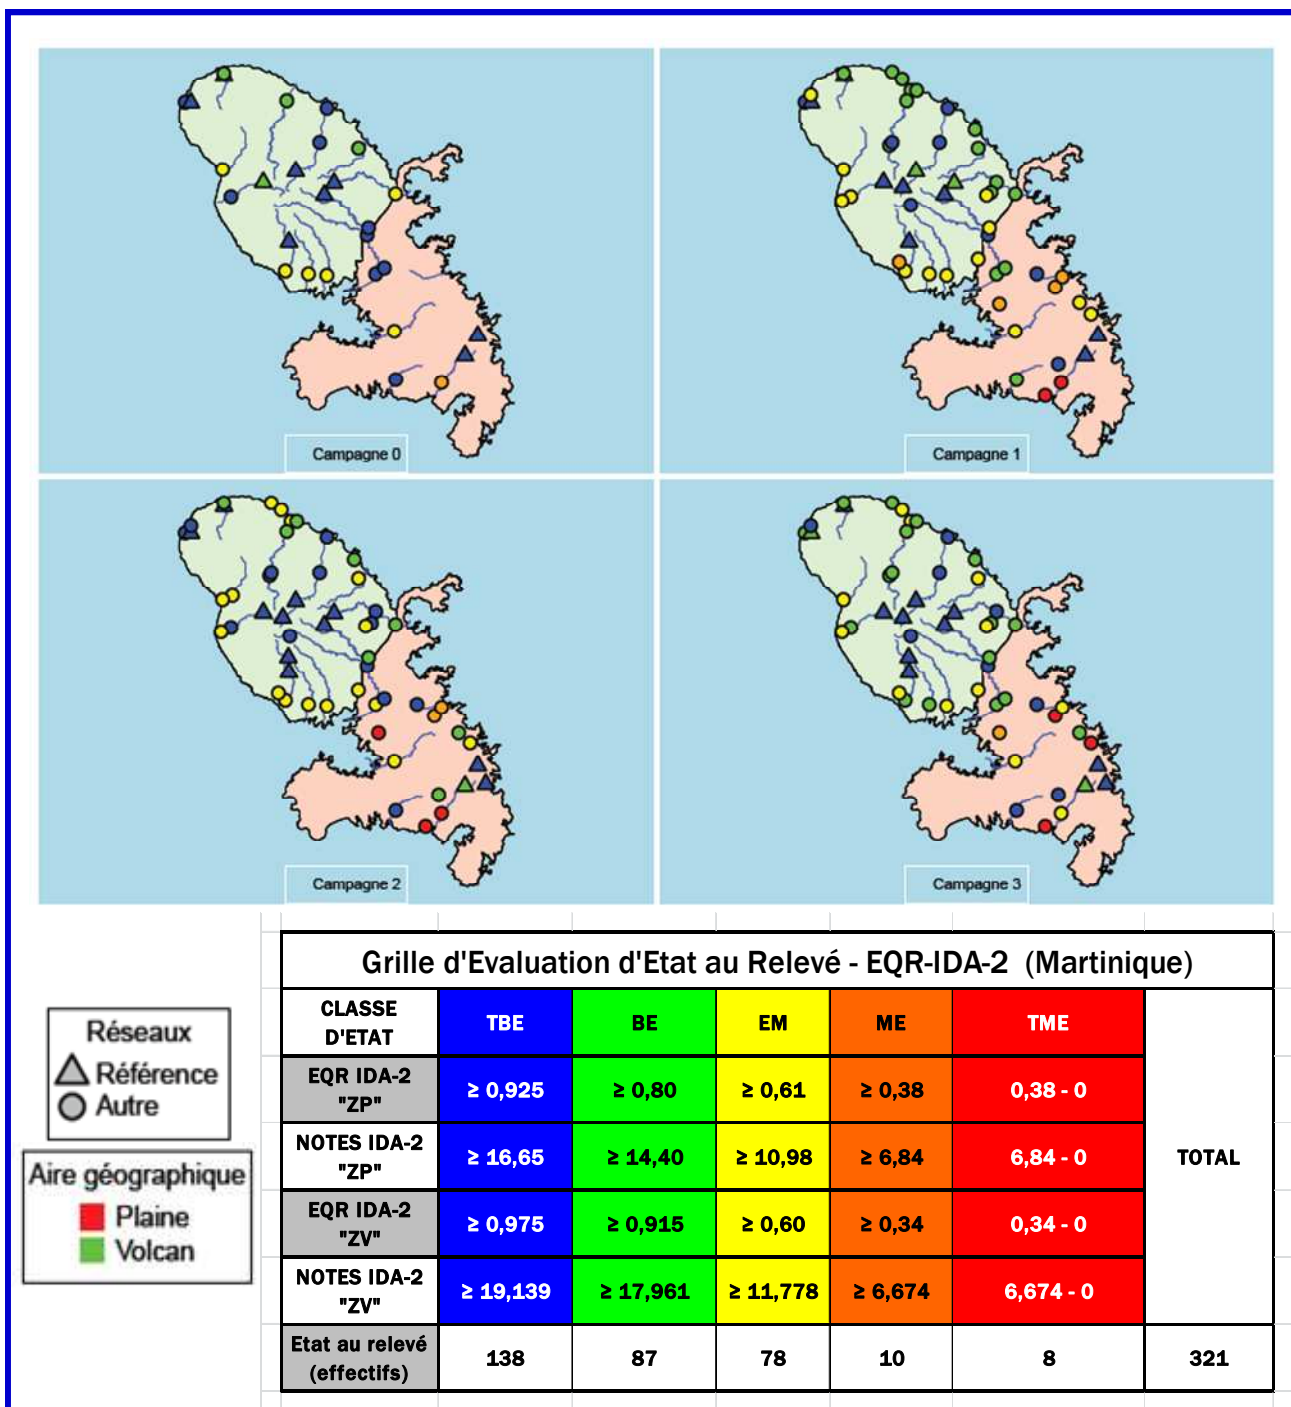 Campagne 0
Campagne 1
Campagne 2
Campagne 3
Réseaux
Référence
Autre
Aire géographique
Plaine
Volcan
Grille d'Evaluation d'Etat au Relevé - EQR-IDA-2 (Martinique)
CLASSE D'ETAT TBE BE EM ME TME TOTAL
EQR IDA-2 "ZP" ≥ 0,925 ≥ 0,80 ≥ 0,61 ≥ 0,38 0,38 - 0
NOTES IDA-2 "ZP" ≥ 16,65 ≥ 14,40 ≥ 10,98 ≥ 6,84 6,84 - 0
EQR IDA-2 "ZV" ≥ 0,975 ≥ 0,915 ≥ 0,60 ≥ 0,34 0,34 - 0
NOTES IDA-2 "ZV" ≥ 19,139 ≥ 17,961 ≥ 11,778 ≥ 6,674 6,674 - 0
Etat au relevé (effectifs) 138 87 78 10 8 321